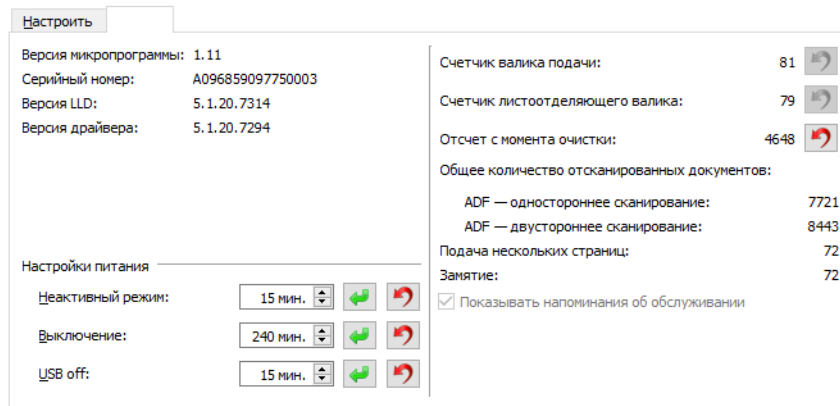 Настроить
Версия микропрограммы: 1.11
Серийный номер: A096859097750003
Версия LLD: 5.1.20.7314
Версия драйвера: 5.1.20.7294
Настройки питания
Неактивный режим: 15 мин.
Выключение: 240 мин.
USB off: 15 мин.
Счетчик валика подачи: 81
Счетчик листоотделяющего валика: 79
Отсчет с момента очистки: 4648
Общее количество отсканированных документов:
ADF — одностороннее сканирование: 7721
ADF — двустороннее сканирование: 8443
Подача нескольких страниц: 72
Замятие: 72
Показывать напоминания об обслуживании